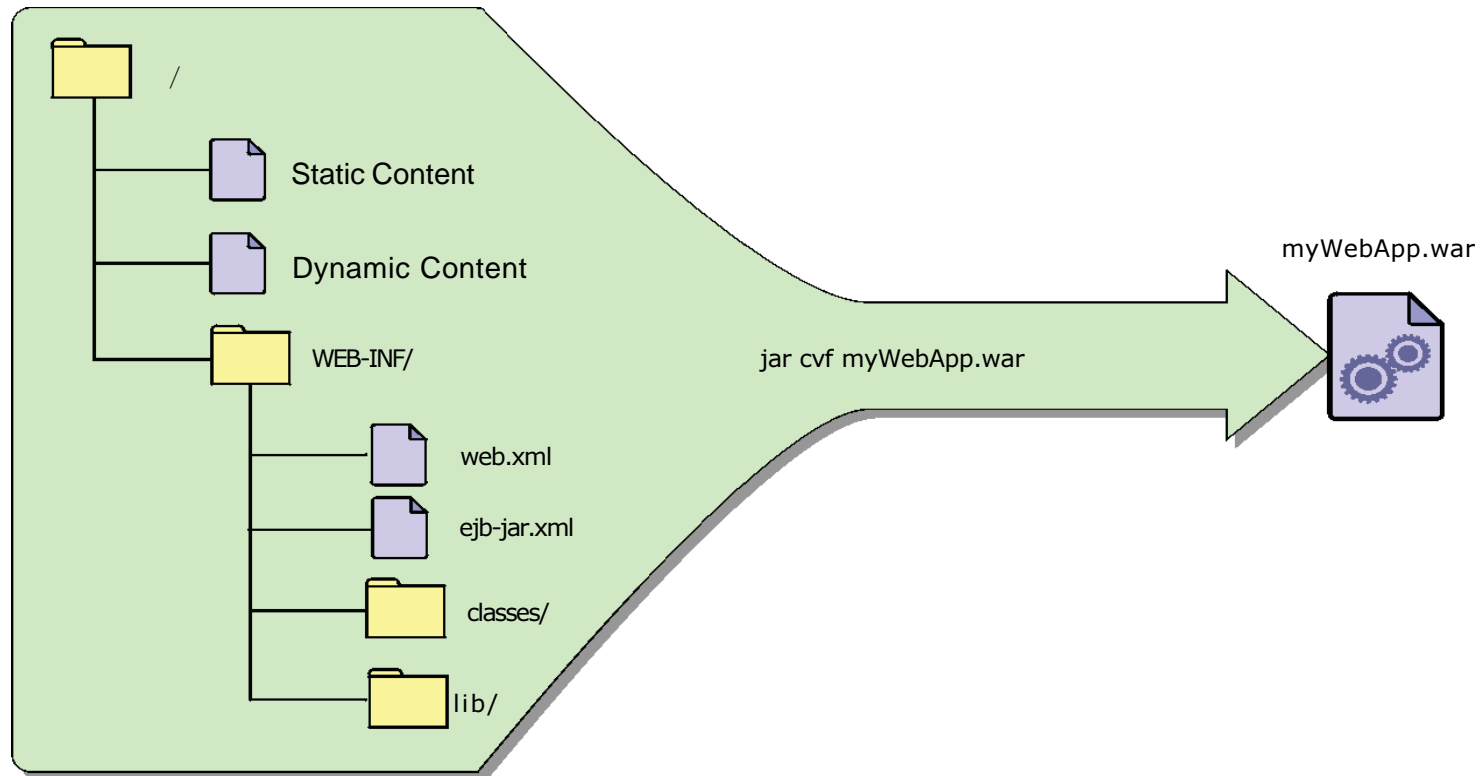 /
Static Content
Dynamic Content
WEB-INF/
web.xml
ejb-jar.xml
classes/
lib/
jar cvf myWebApp.war
myWebApp.war